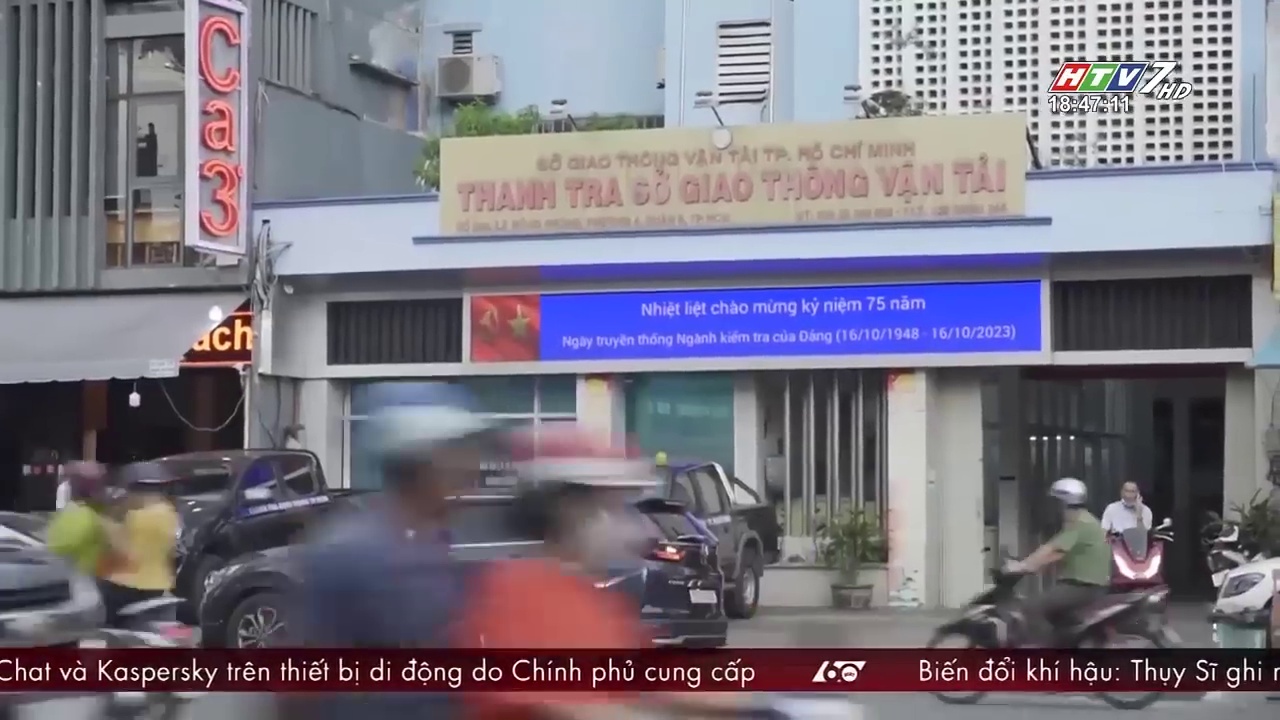 Ca3
HTV7 HD
18:47:11
SỞ GIAO THÔNG VẬN TẢI TP. HỒ CHÍ MINH
THANH TRA SỞ GIAO THÔNG VẬN TẢI
Nhiệt liệt chào mừng kỷ niệm 75 năm
Ngày truyền thống Ngành kiểm tra của Đảng (16/10/1948 - 16/10/2023)
ách
Chat và Kaspersky trên thiết bị di động do Chính phủ cung cấp
60
Biến đổi khí hậu: Thụy Sĩ ghi